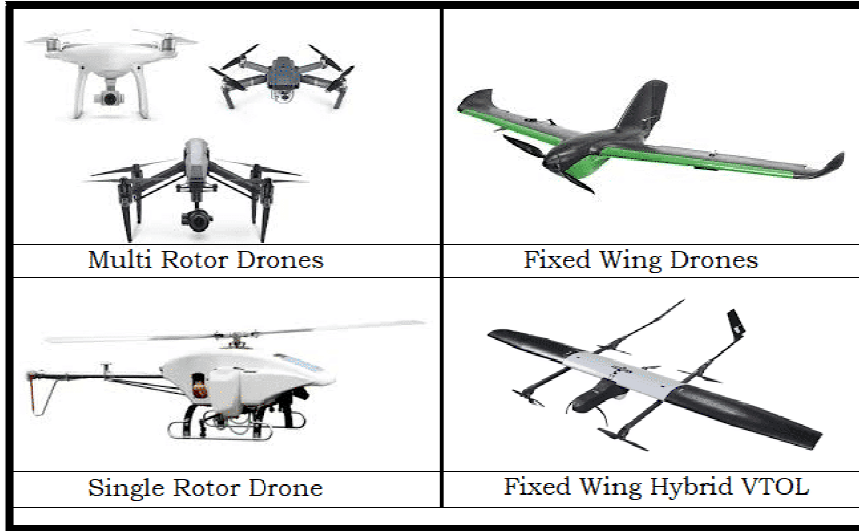 Multi Rotor Drones
Fixed Wing Drones
Single Rotor Drone
Fixed Wing Hybrid VTOL